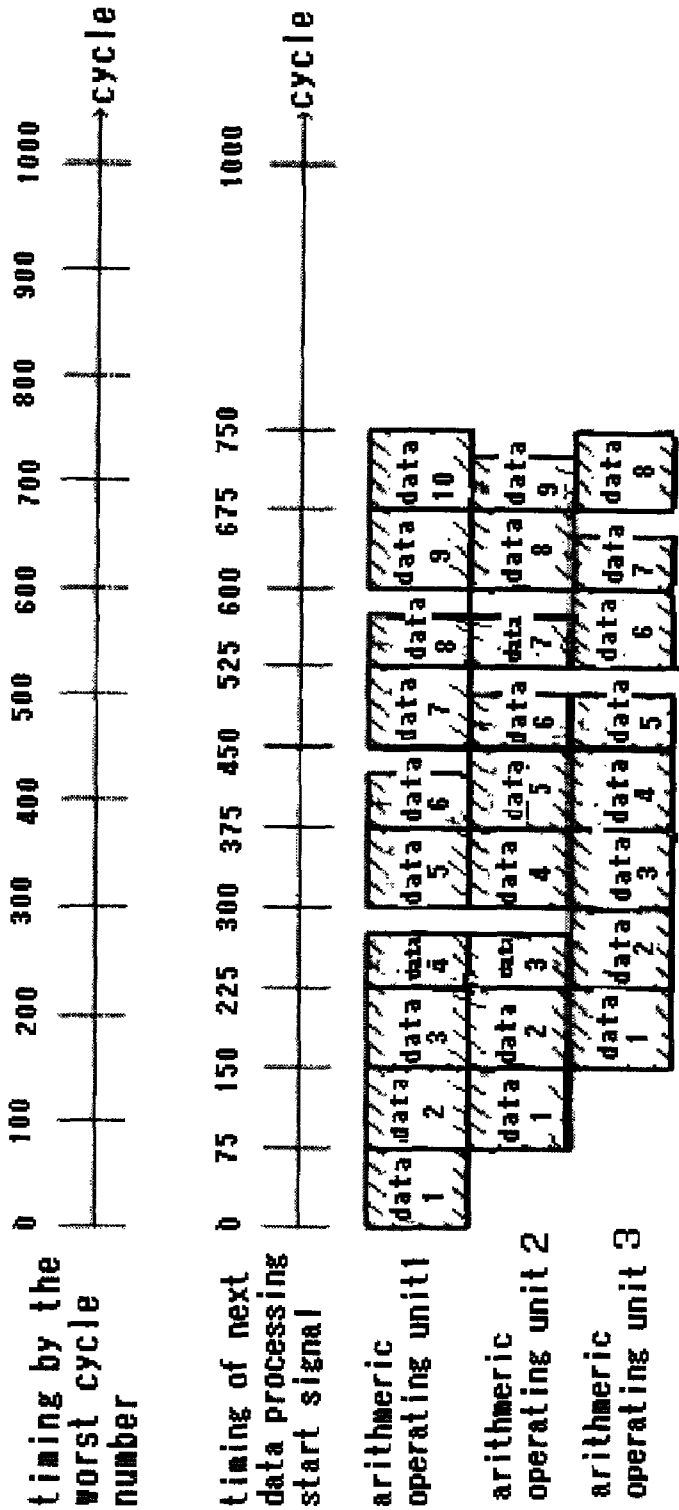 timing by the
worst cycle
number
0 100 200 300 400 500 600 700 800 900 1000 cycle
timing of next
data processing
start signal
0 75 150 225 300 375 450 525 600 675 750 1000 cycle
arithmeric
operating unit1
data 1 data 2 data 3 data 4 data 5 data 6 data 7 data 8 data 9 data 10
arithmeric
operating unit 2
data 1 data 2 data 3 data 4 data 5 data 6 data 7 data 8 data 9
arithmeric
operating unit 3
data 1 data 2 data 3 data 4 data 5 data 6 data 7 data 8